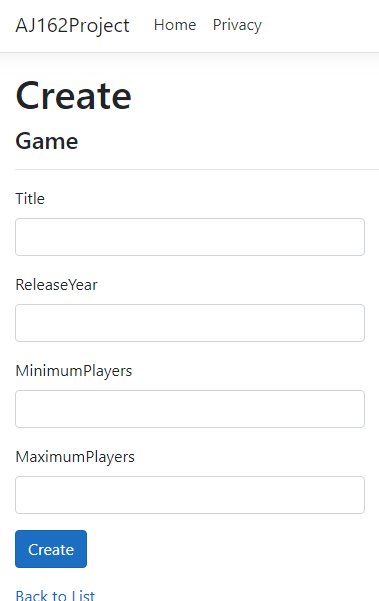 AJ162Project Home Privacy
Create
Game
Title
ReleaseYear
MinimumPlayers
MaximumPlayers
Create
Back to List